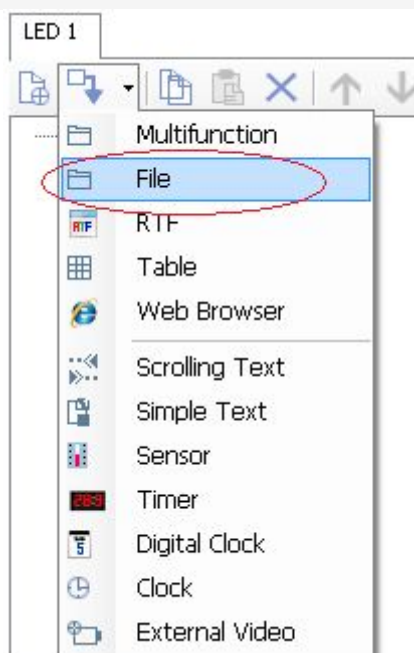 LED 1
Multifunction
File
RTF
Table
Web Browser
Scrolling Text
Simple Text
Sensor
Timer
Digital Clock
Clock
External Video